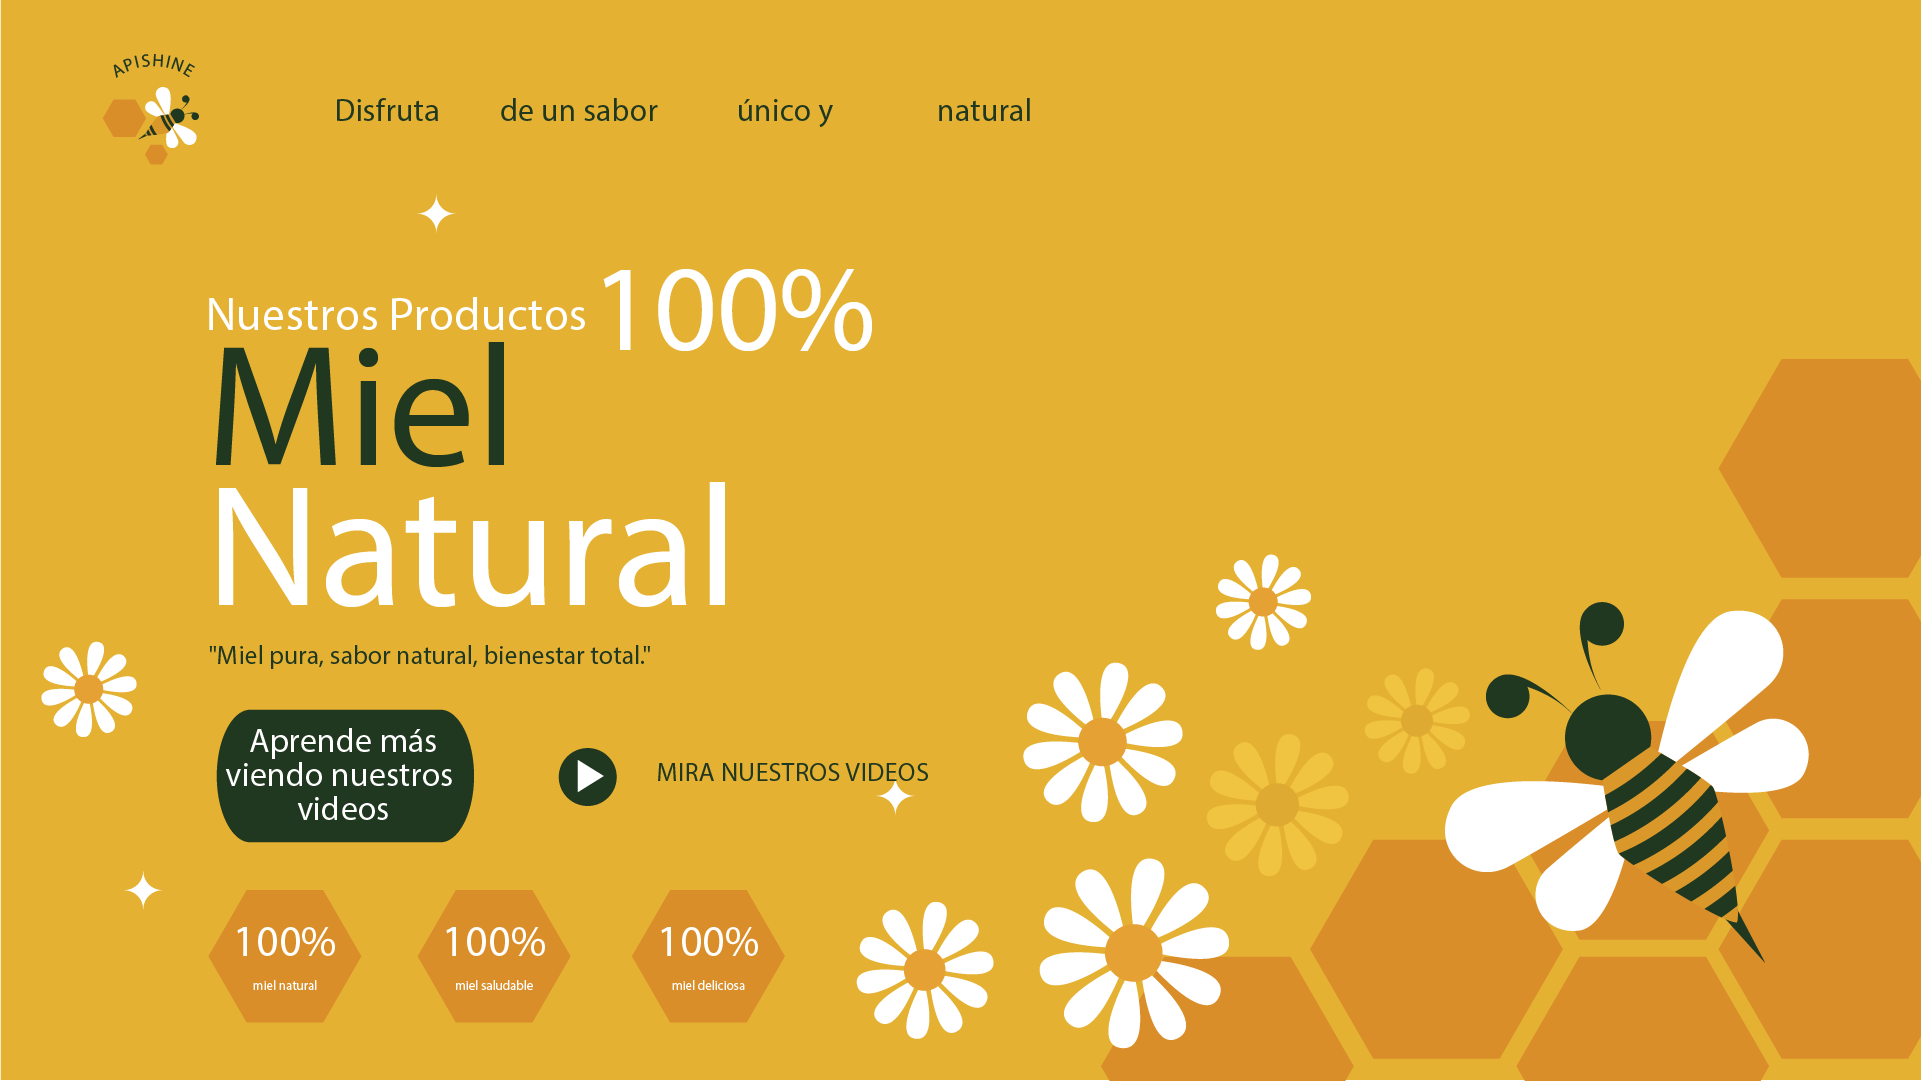 APISHINE
Disfruta de un sabor único y natural
Nuestros Productos 100%
Miel
Natural
"Miel pura, sabor natural, bienestar total."
Aprende más
viendo nuestros
videos
MIRA NUESTROS VIDEOS
100%
miel natural
100%
miel saludable
100%
miel deliciosa